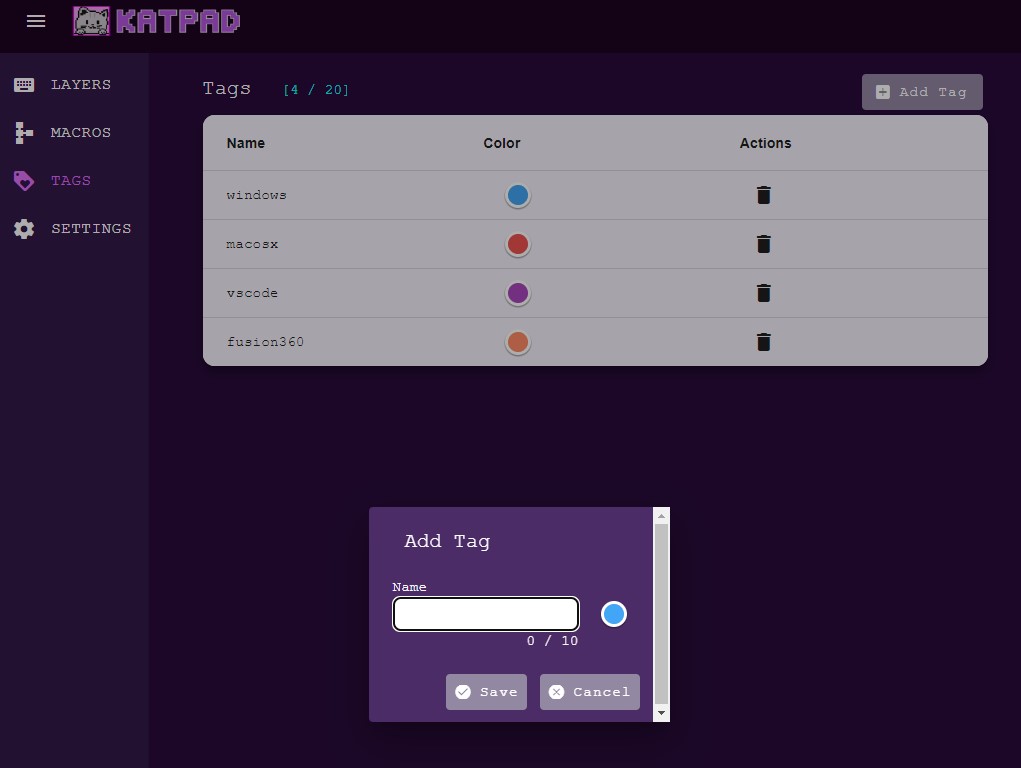 KATPAD
LAYERS
MACROS
TAGS
SETTINGS
Tags [4 / 20]
Add Tag
Name Color Actions
windows
macosx
vscode
fusion360
Add Tag
Name
0 / 10
Save Cancel